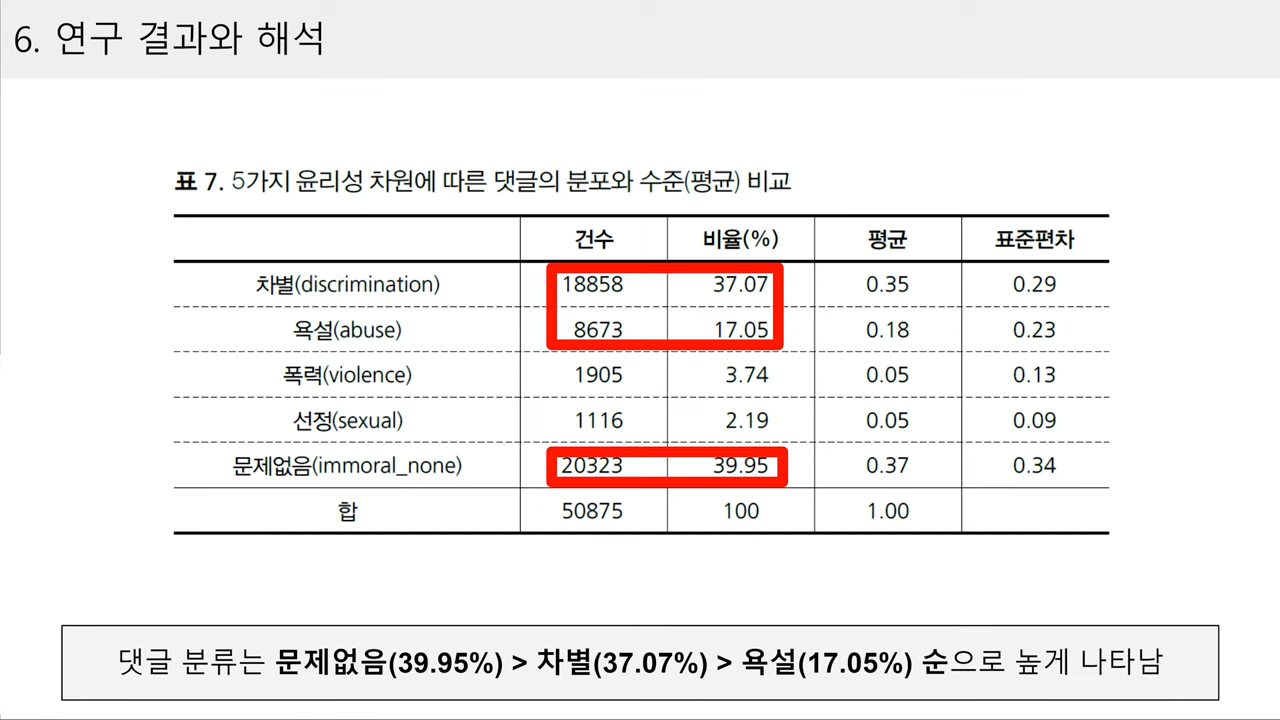 6. 연구 결과와 해석
표 7. 5가지 윤리성 차원에 따른 댓글의 분포와 수준(평균) 비교
건수 비율(%) 평균 표준편차
차별(discrimination) 18858 37.07 0.35 0.29
욕설(abuse) 8673 17.05 0.18 0.23
폭력(violence) 1905 3.74 0.05 0.13
선정(sexual) 1116 2.19 0.05 0.09
문제없음(immoral_none) 20323 39.95 0.37 0.34
합 50875 100 1.00
댓글 분류는 문제없음(39.95%) > 차별(37.07%) > 욕설(17.05%) 순으로 높게 나타남